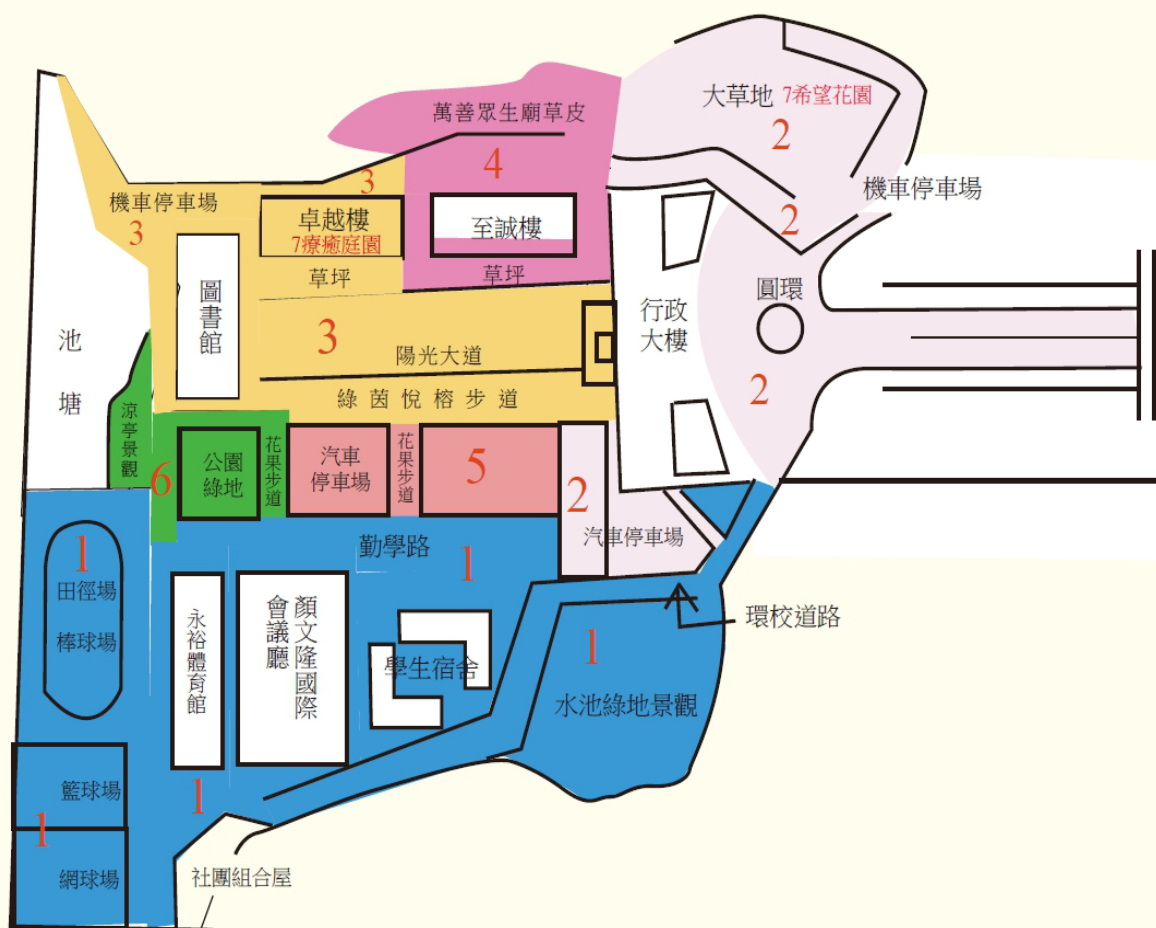 萬善眾生廟草皮
4
大草地 7希望花園
2
機車停車場
2
機車停車場
3
3
卓越樓
7療癒庭園
草坪
至誠樓
草坪
圖書館
池塘
3
陽光大道
綠茵悅榕步道
行政
大樓
圓環
2
涼亭景觀
6
公園
綠地
花果步道
汽車
停車場
花果步道
5
2
汽車停車場
勤學路
1
1
田徑場
棒球場
永裕體育館
顏文隆國際
會議廳
學生宿舍
1
水池綠地景觀
環校道路
籃球場
1
1
網球場
社團組合屋